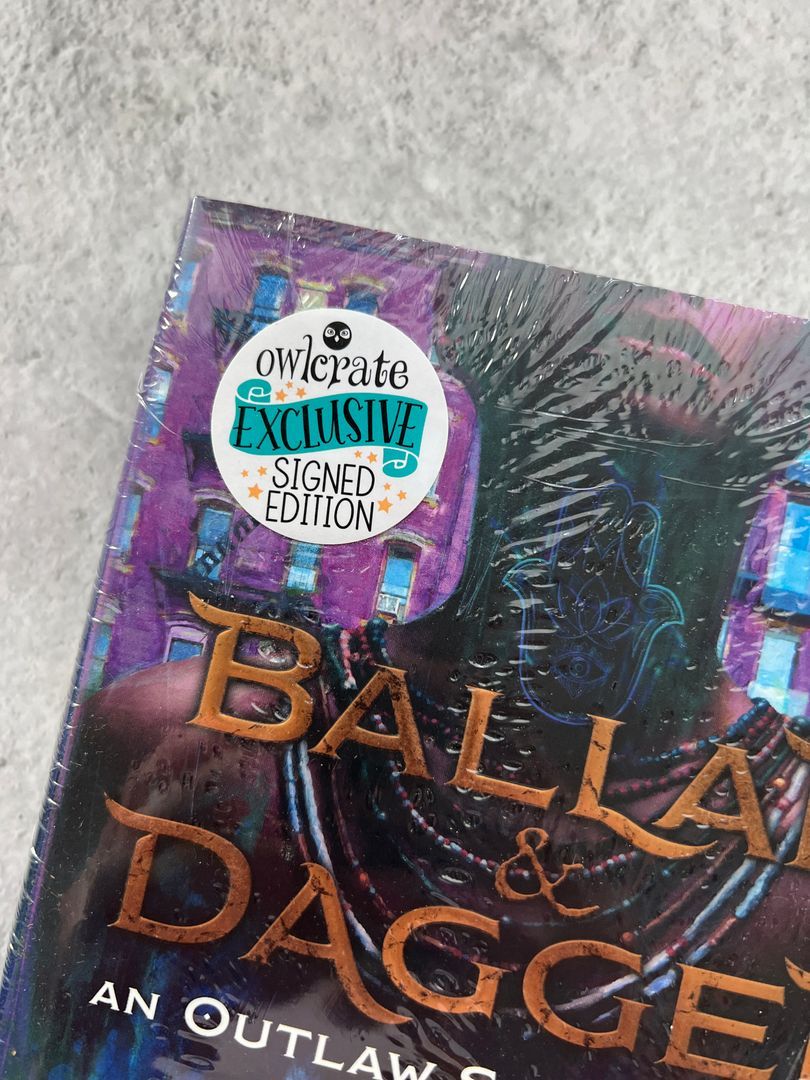 owlcrate
EXCLUSIVE
SIGNED
EDITION
BALLA
&
DAGGE
AN OUTLAW S